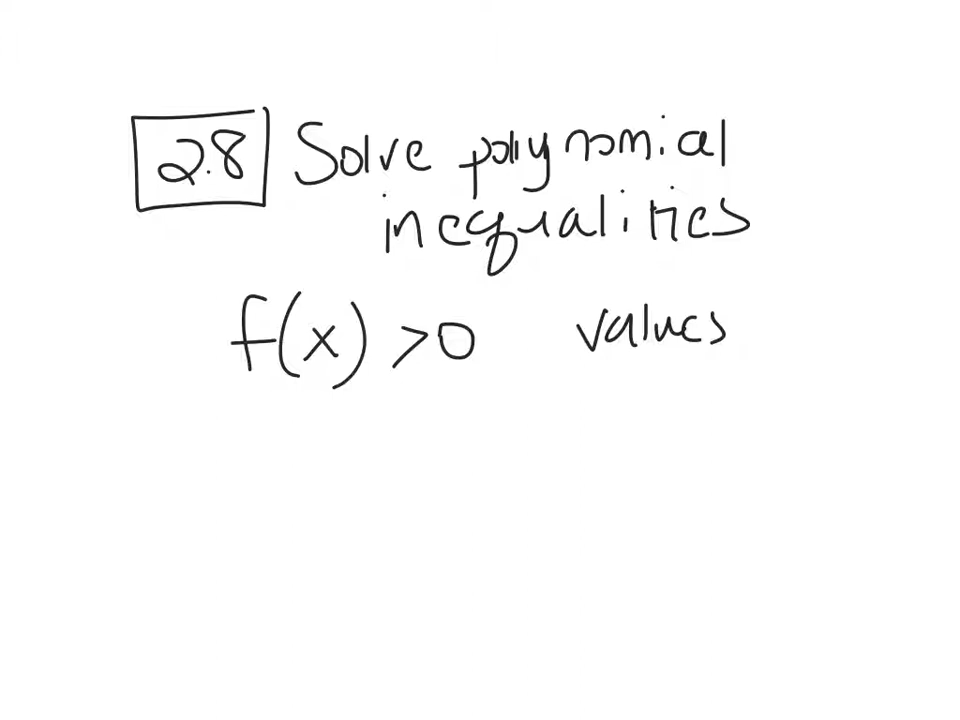 2.8 Solve polynomial
inequalities
f(x) >0 values